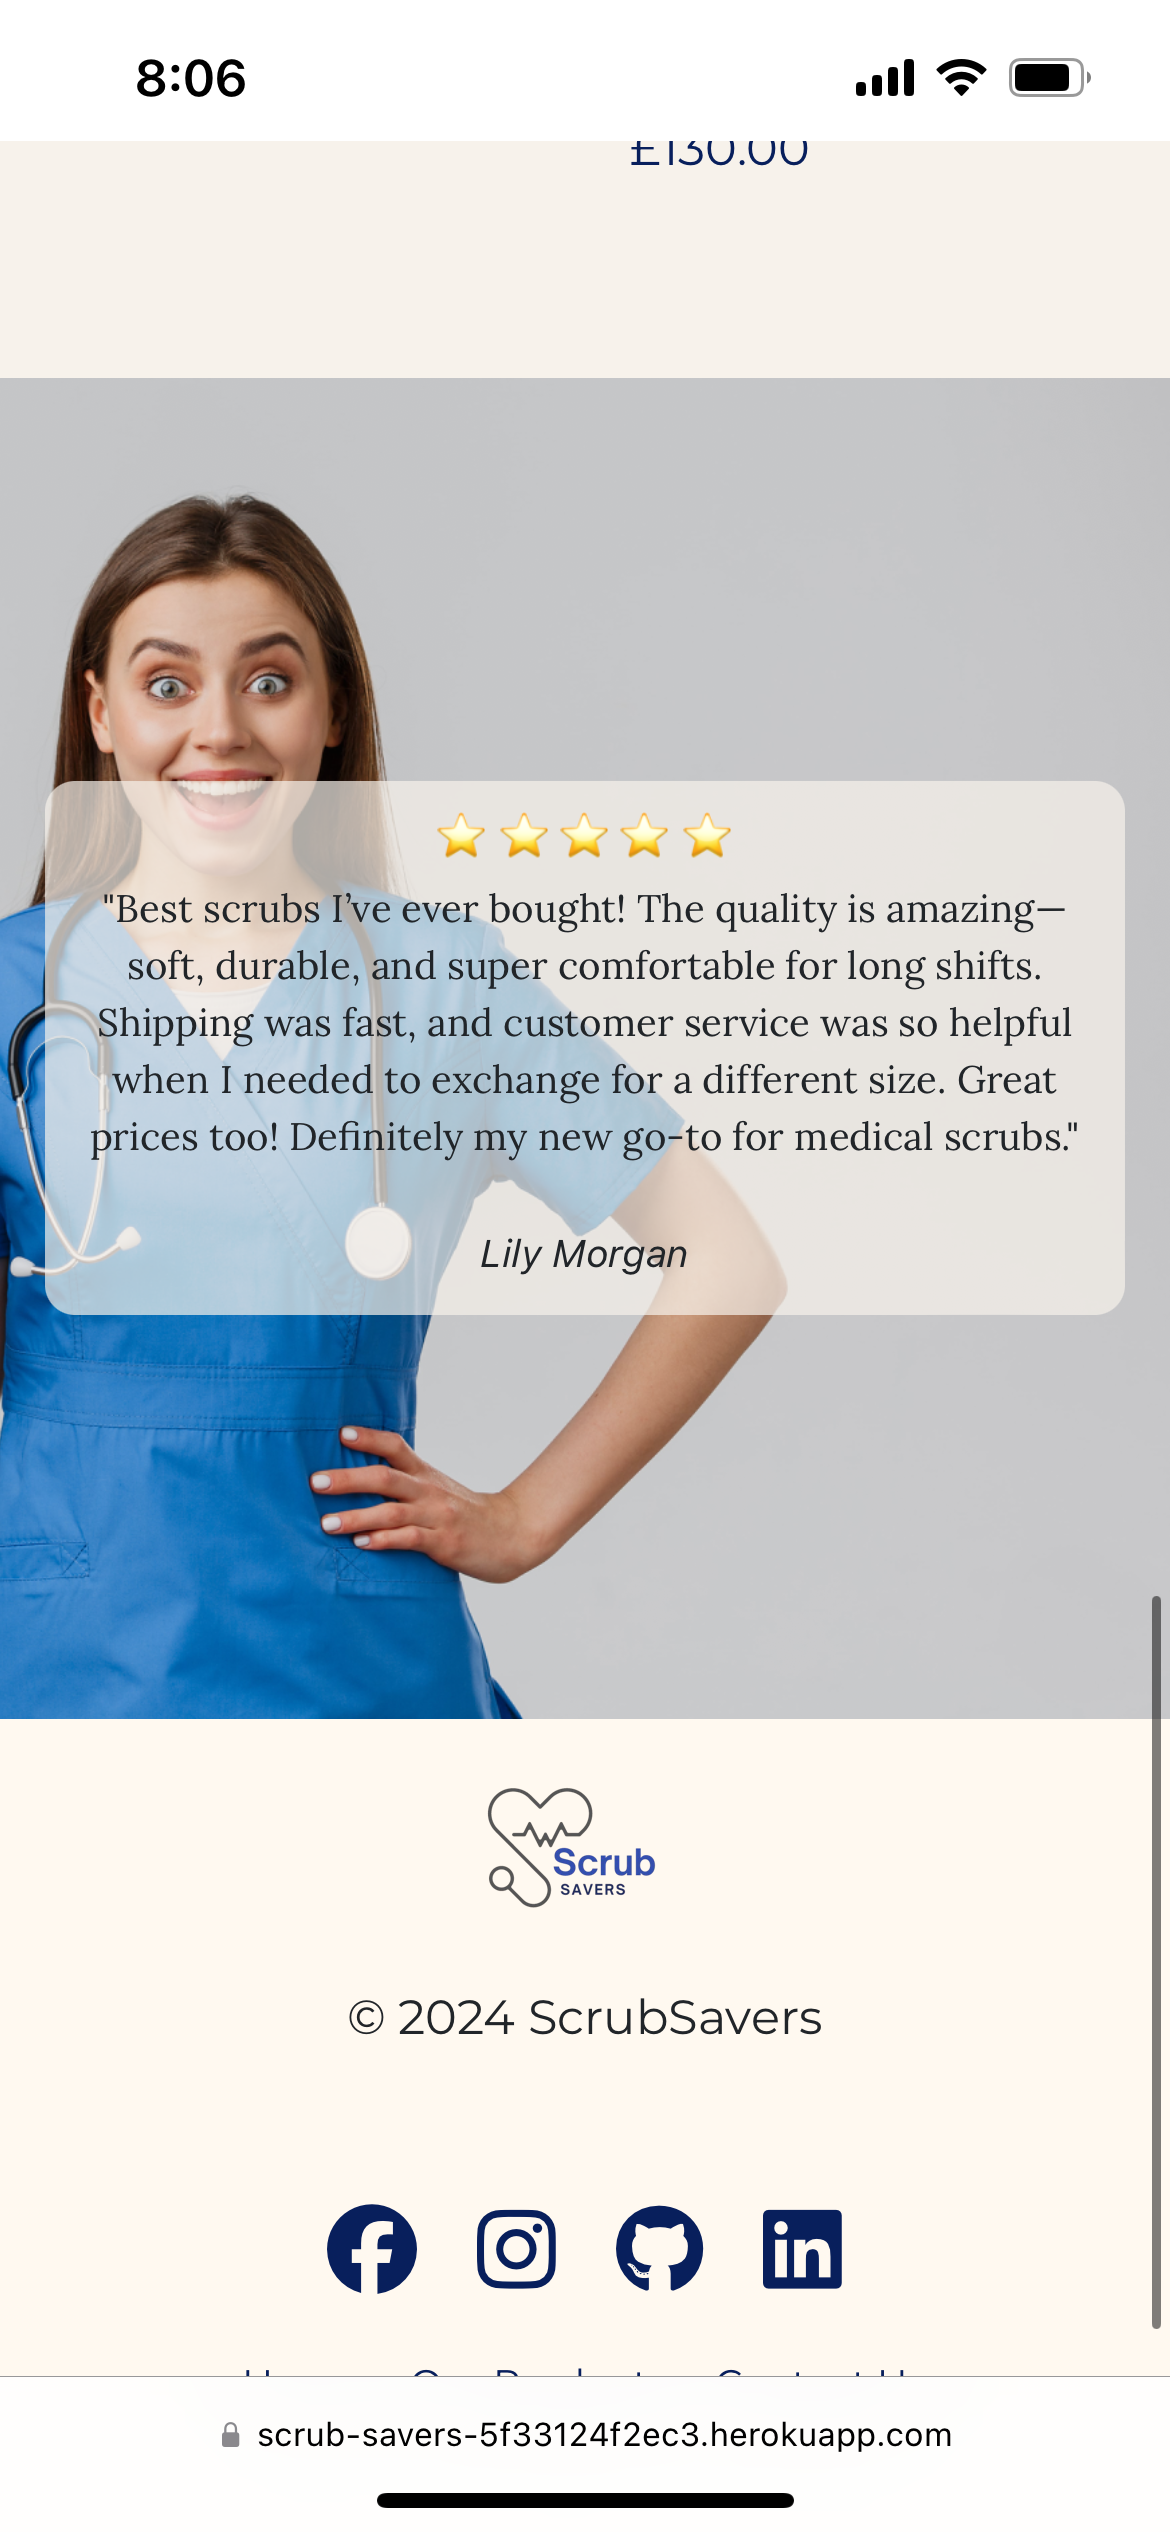 8:06
£130.00
⭐⭐⭐⭐⭐
"Best scrubs I’ve ever bought! The quality is amazing—
soft, durable, and super comfortable for long shifts.
Shipping was fast, and customer service was so helpful
when I needed to exchange for a different size. Great
prices too! Definitely my new go-to for medical scrubs."
Lily Morgan
Scrub
SAVERS
© 2024 ScrubSavers
scrub-savers-5f33124f2ec3.herokuapp.com